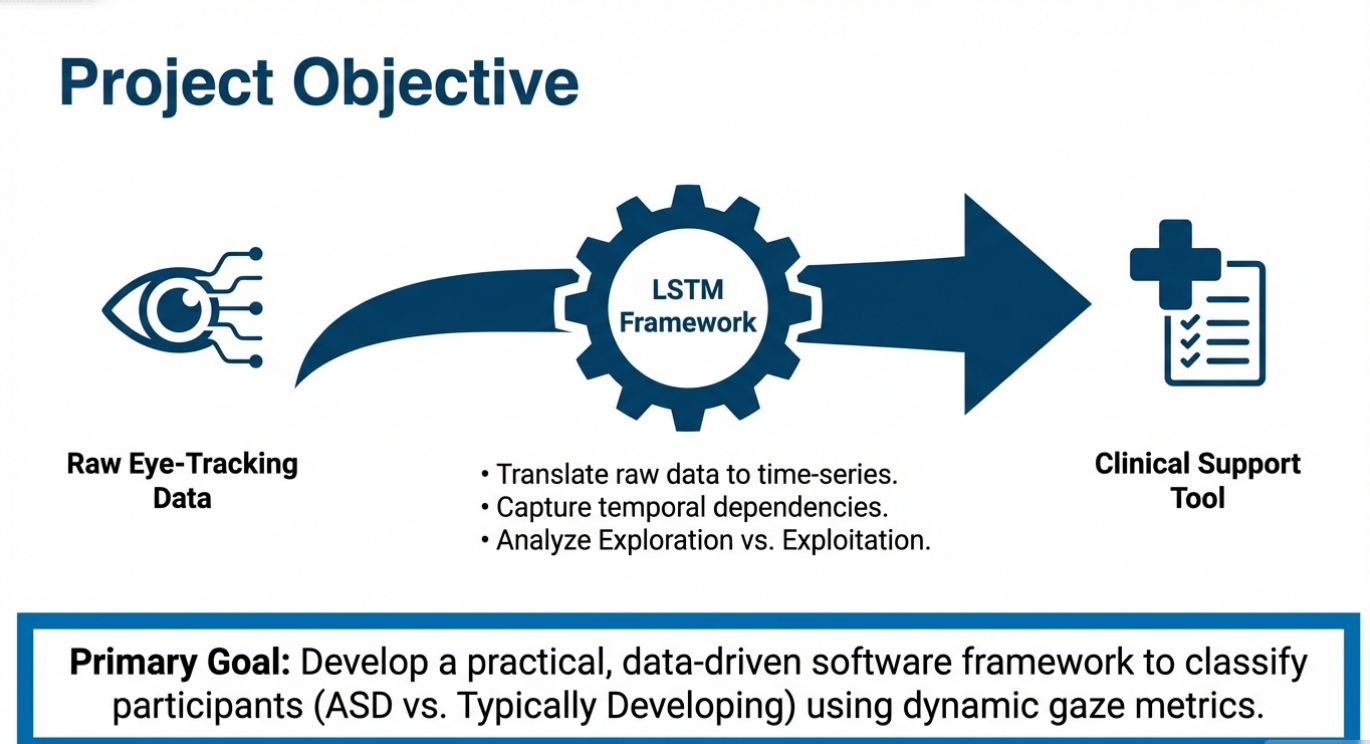 Project Objective
LSTM
Framework
Raw Eye-Tracking
Data
• Translate raw data to time-series.
• Capture temporal dependencies.
• Analyze Exploration vs. Exploitation.
Clinical Support
Tool
Primary Goal: Develop a practical, data-driven software framework to classify
participants (ASD vs. Typically Developing) using dynamic gaze metrics.